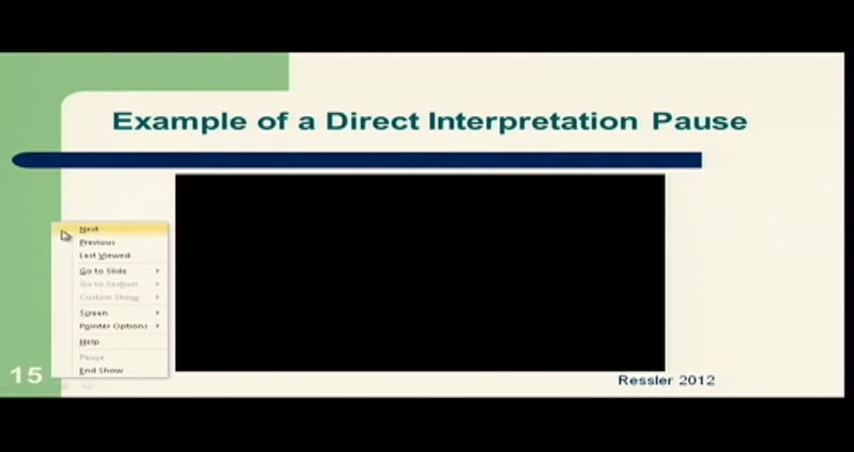 Example of a Direct Interpretation Pause
Next
Previous
Last Viewed
Go to Slide
Go to Section
Custom Show
Screen
Pointer Options
Help
Pause
End Show
15
Ressler 2012